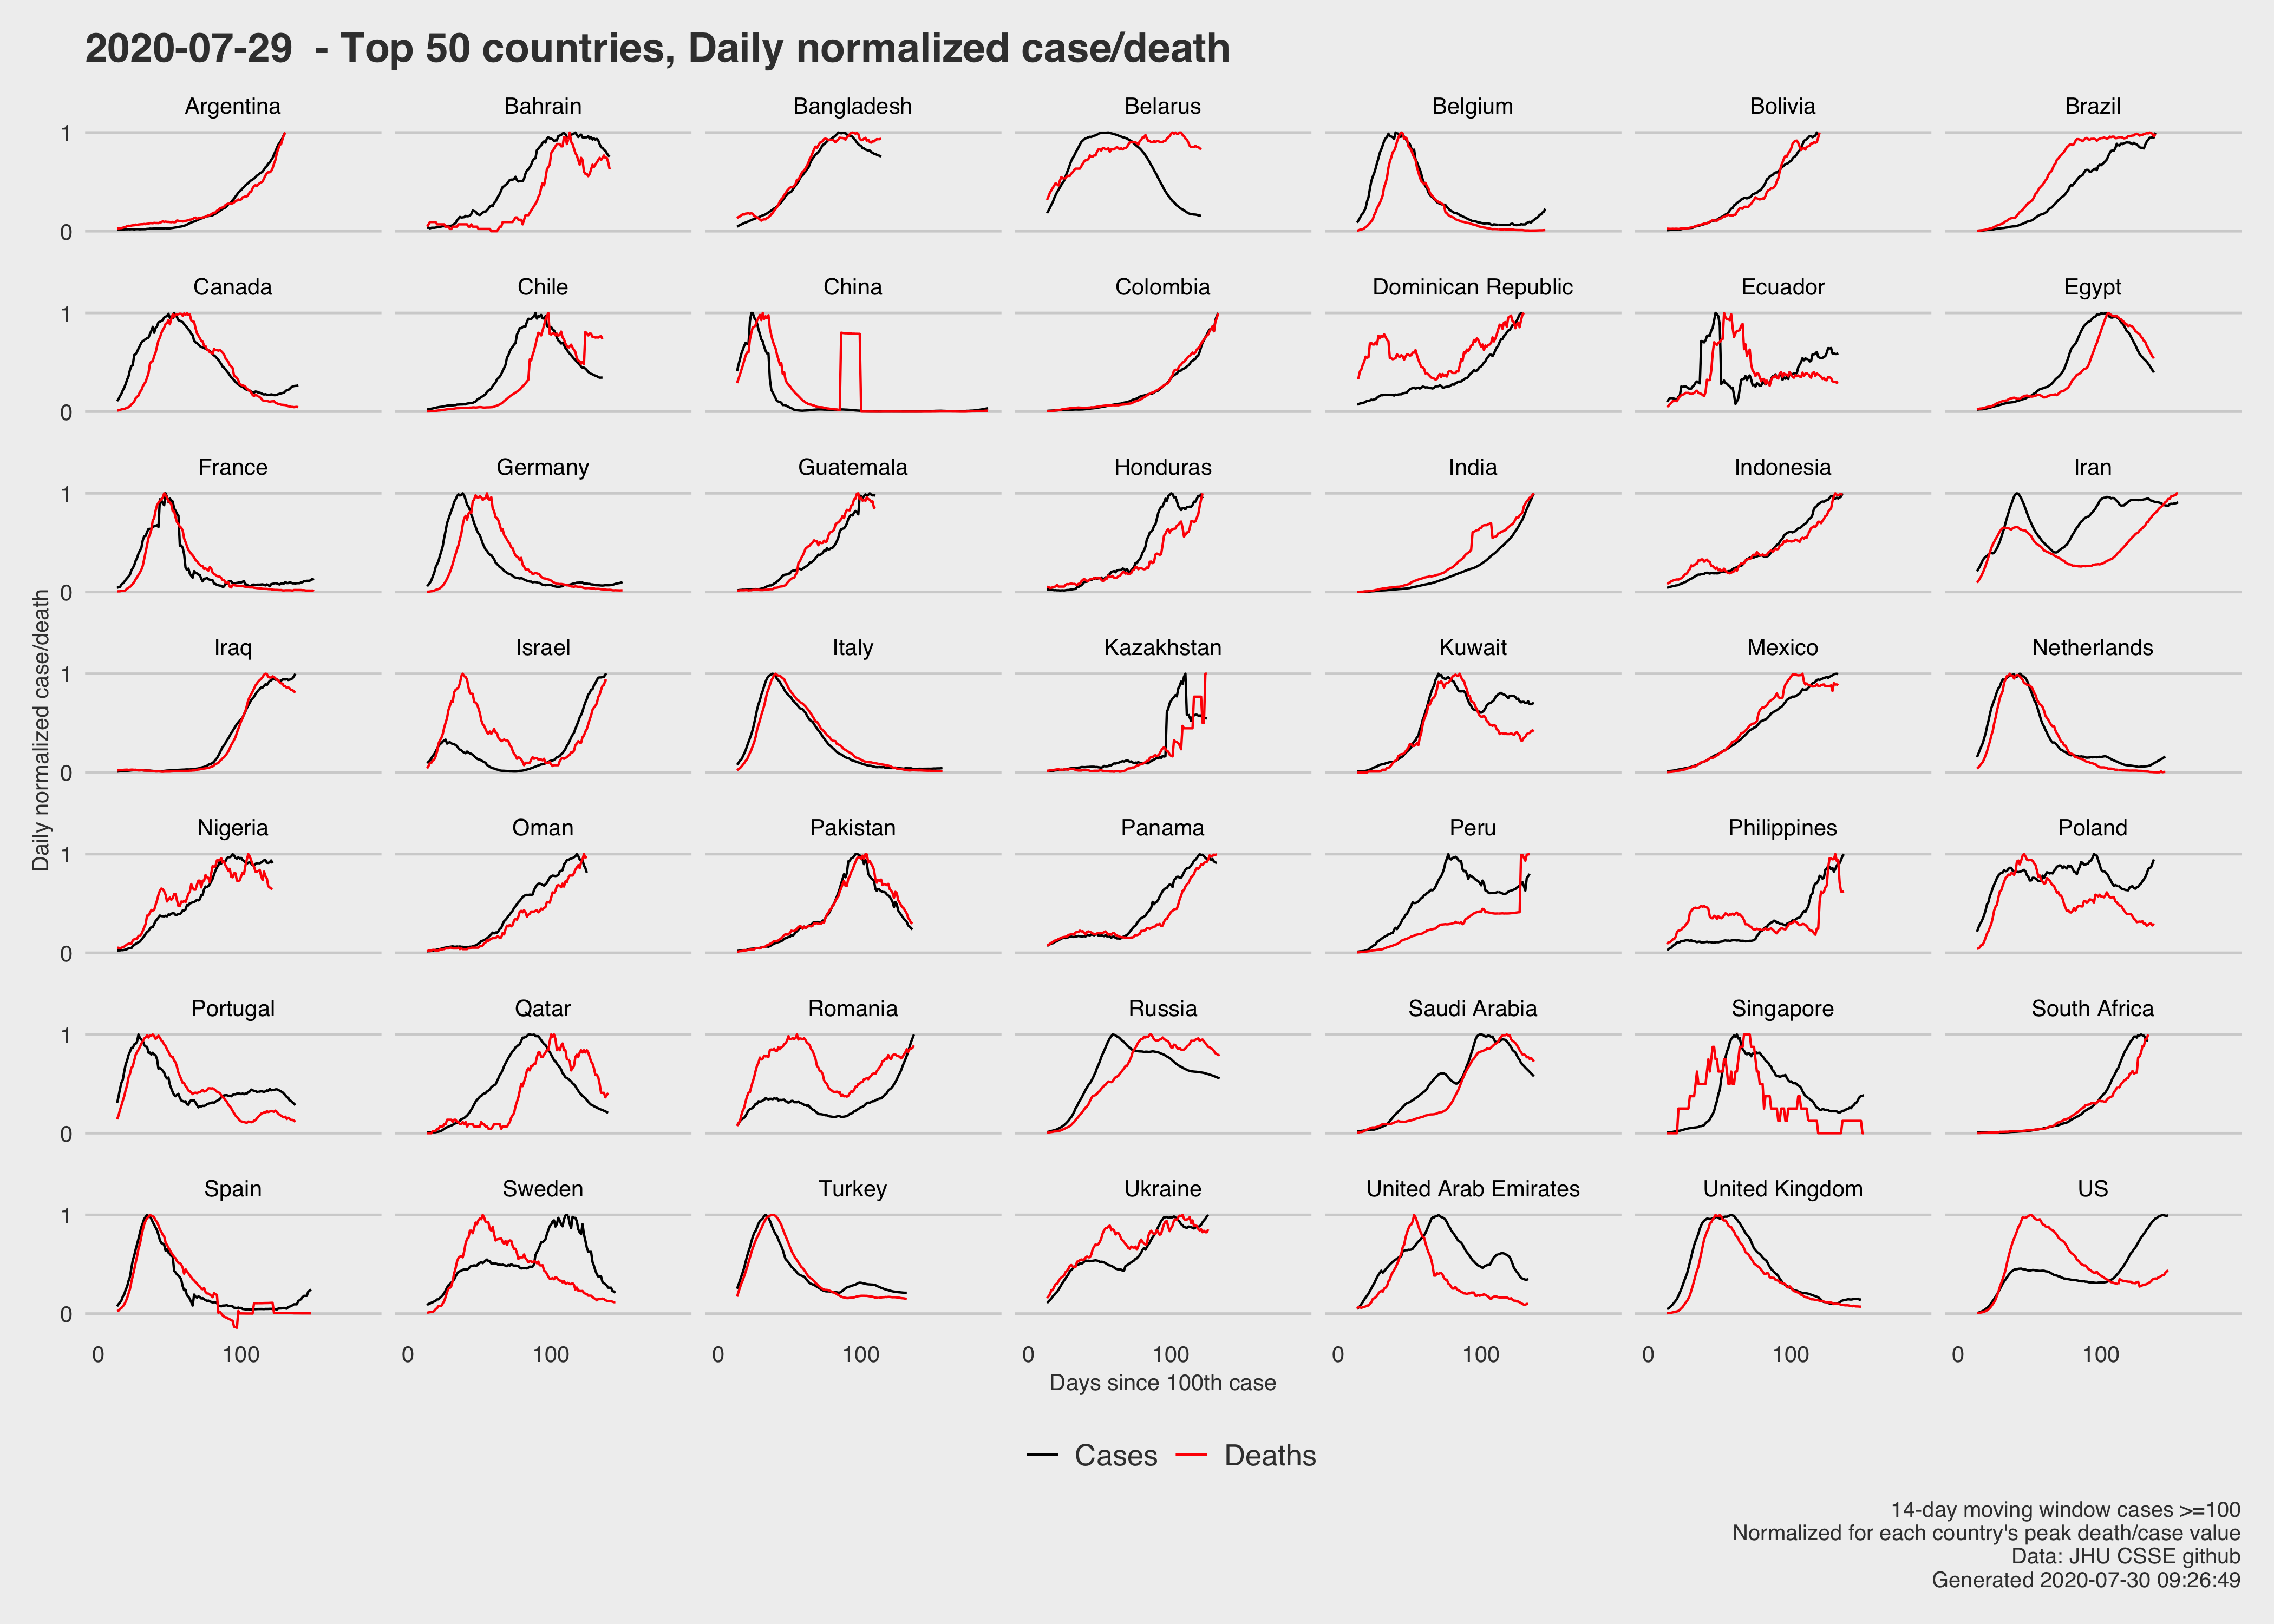 2020-07-29  - Top 50 countries, Daily normalized case/death
Argentina Bahrain Bangladesh Belarus Belgium Bolivia Brazil
1
0
Canada Chile China Colombia Dominican Republic Ecuador Egypt
1
0
France Germany Guatemala Honduras India Indonesia Iran
1
0
Daily normalized case/death
Iraq Israel Italy Kazakhstan Kuwait Mexico Netherlands
1
0
Nigeria Oman Pakistan Panama Peru Philippines Poland
1
0
Portugal Qatar Romania Russia Saudi Arabia Singapore South Africa
1
0
Spain Sweden Turkey Ukraine United Arab Emirates United Kingdom US
1
0
0 100 0 100 0 100 0 100 0 100 0 100 0 100
Days since 100th case
Cases Deaths
14-day moving window cases >=100
Normalized for each country's peak death/case value
Data: JHU CSSE github
Generated 2020-07-30 09:26:49